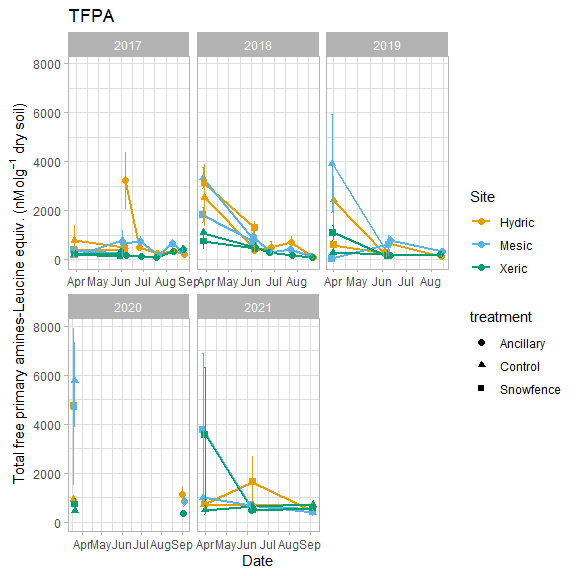 TFPA
2017 2018 2019
8000
6000
4000
2000
0
Apr May Jun Jul Aug Sep Apr May Jun Jul Aug Apr May Jun Jul Aug
2020 2021
8000
6000
4000
2000
0
Apr May Jun Jul Aug Sep Apr May Jun Jul Aug Sep
Date
Total free primary amines-Leucine equiv. (nMolg⁻¹ dry soil)
Site
Hydric
Mesic
Xeric
treatment
Ancillary
Control
Snowfence